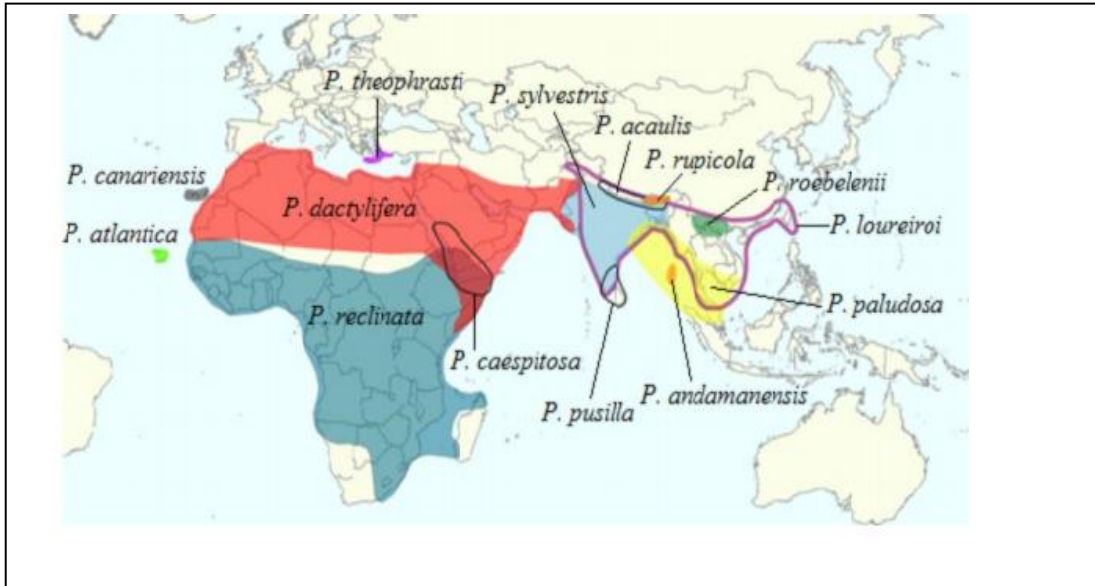 P. theophrasti
P. sylvestris
P. acaulis
P. rupicola
P. canariensis
P. roebelenii
P. dactylifera
P. loureiroi
P. atlantica
P. reclinata
P. paludosa
P. caespitosa
P. andamanensis
P. pusilla